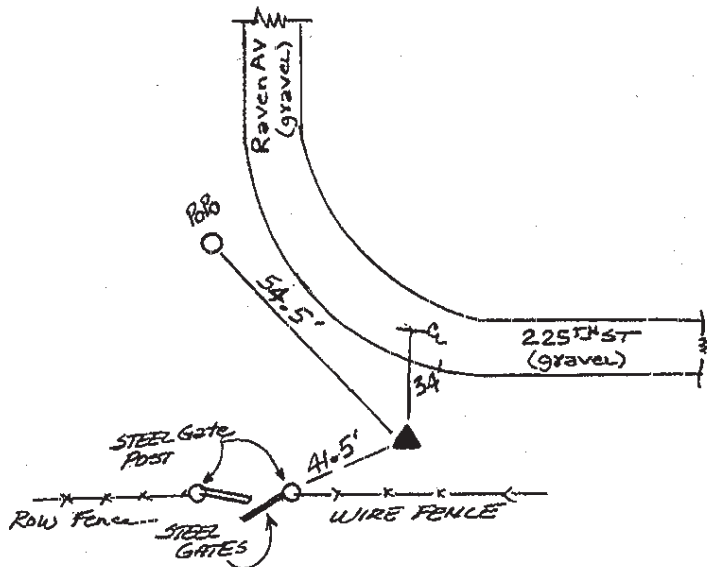 Raven AV
(gravel)
P.P.
54.5'
C
L
225TH ST
(gravel)
34'
STEEL Gate
POST
41.5'
ROW Fence
WIRE FENCE
STEEL
GATES